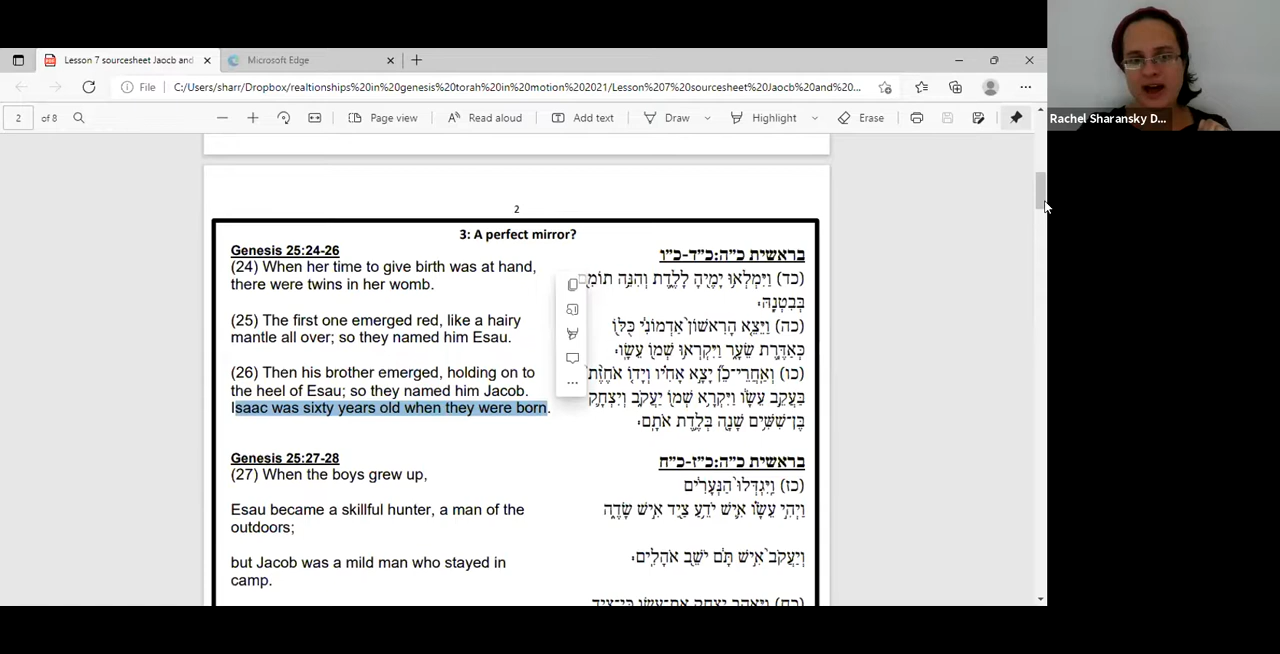 Lesson 7 sourcesheet Jaocb and
Microsoft Edge
File
C:/Users/sharr/Dropbox/realtionships%20in%20genesis%20torah%20in%20motion%202021/Lesson%207%20sourcesheet%20Jaocb%20and%20...
2
of 8
Page view
Read aloud
Add text
Draw
Highlight
Erase
Rachel Sharansky D...
2
3: A perfect mirror?
Genesis 25:24-26
(24) When her time to give birth was at hand,
there were twins in her womb.
(25) The first one emerged red, like a hairy
mantle all over; so they named him Esau.
(26) Then his brother emerged, holding on to
the heel of Esau; so they named him Jacob.
Isaac was sixty years old when they were born.
Genesis 25:27-28
(27) When the boys grew up,
Esau became a skillful hunter, a man of the
outdoors;
but Jacob was a mild man who stayed in
camp.
בראשית כ״ה:כ״ד-כ״ו
(כד) וַיִּמְלְא֥וּ יָמֶ֖יהָ לָלֶ֑דֶת וְהִנֵּ֥ה תוֹמִ֖ם
בְּבִטְנָֽהּ׃
(כה) וַיֵּצֵ֤א הָרִאשׁוֹן֙ אַדְמוֹנִ֔י כֻּלּ֖וֹ
כְּאַדֶּ֣רֶת שֵׂעָ֑ר וַיִּקְרְא֥וּ שְׁמ֖וֹ עֵשָֽׂו׃
(כו) וְאַֽחֲרֵי־כֵ֞ן יָצָ֣א אָחִ֗יו וְיָד֤וֹ אֹחֶ֙זֶת֙
בַּעֲקֵ֣ב עֵשָׂ֔ו וַיִּקְרָ֥א שְׁמ֖וֹ יַעֲקֹ֑ב וְיִצְחָ֛ק
בֶּן־שִׁשִּׁ֥ים שָׁנָ֖ה בְּלֶ֥דֶת אֹתָֽם׃
בראשית כ״ה:כ״ז-כ״ח
(כז) וַֽיִּגְדְּלוּ֙ הַנְּעָרִ֔ים
וַיְהִ֣י עֵשָׂ֗ו אִ֛ישׁ יֹדֵ֥עַ צַ֖יִד אִ֣ישׁ שָׂדֶ֑ה
וְיַעֲקֹב֙ אִ֣ישׁ תָּ֔ם יֹשֵׁ֖ב אֹהָלִֽים׃